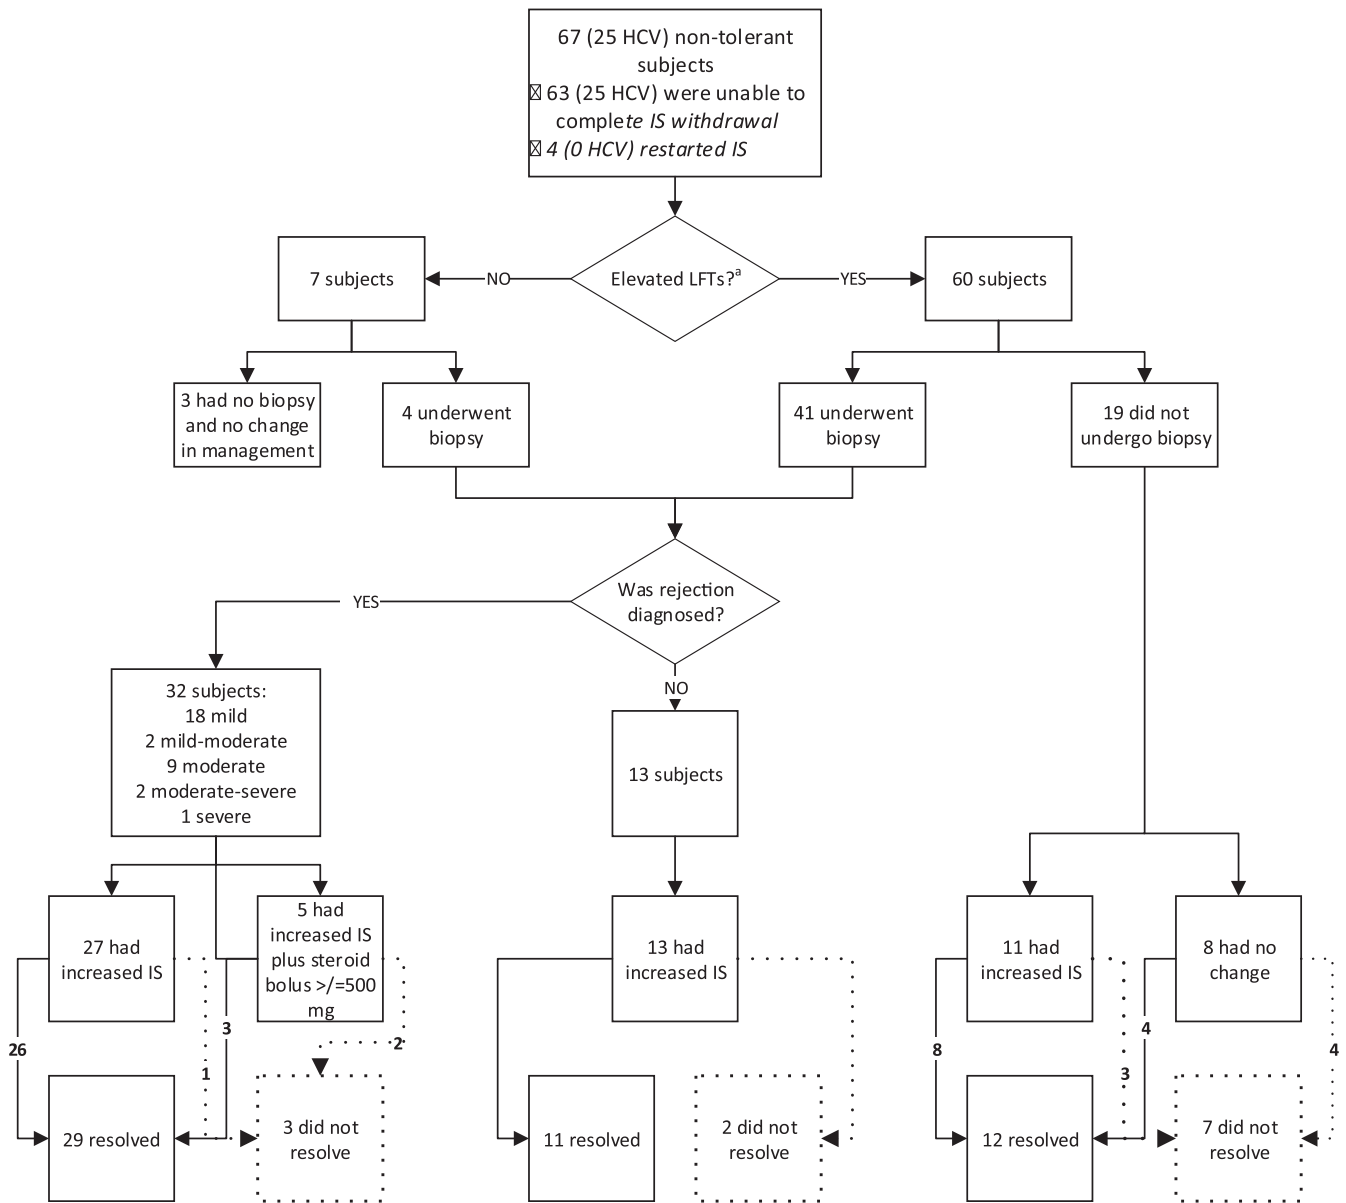 67 (25 HCV) non-tolerant
subjects
63 (25 HCV) were unable to
complete IS withdrawal
4 (0 HCV) restarted IS
7 subjects
NO
Elevated LFTs?a
YES
60 subjects
3 had no biopsy
and no change
in management
4 underwent
biopsy
41 underwent
biopsy
19 did not
undergo biopsy
Was rejection
diagnosed?
YES
NO
32 subjects:
18 mild
2 mild-moderate
9 moderate
2 moderate-severe
1 severe
13 subjects
27 had
increased IS
5 had
increased IS
plus steroid
bolus >/=500
mg
13 had
increased IS
11 had
increased IS
8 had no
change
26
1
3
2
8
3
4
4
29 resolved
3 did not
resolve
11 resolved
2 did not
resolve
12 resolved
7 did not
resolve